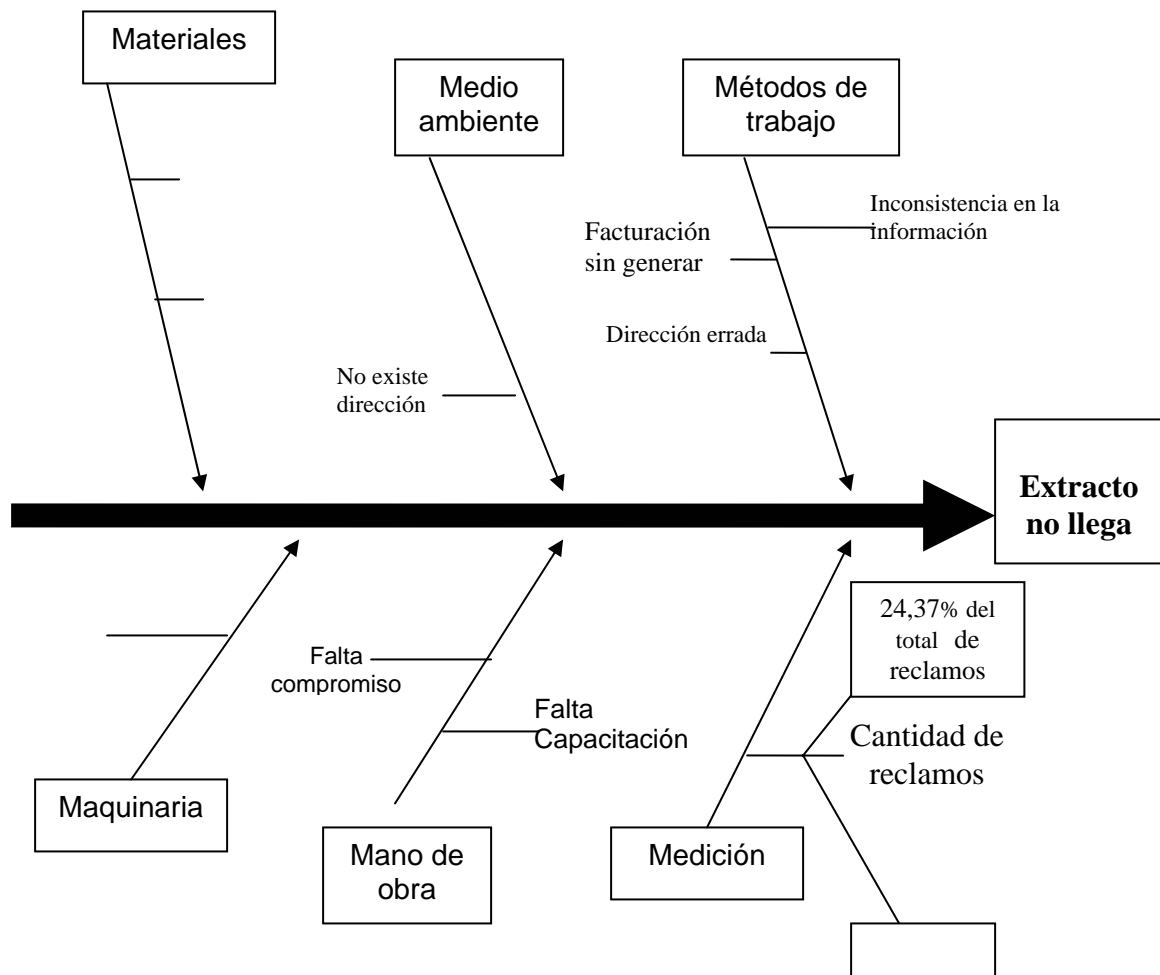 Materiales
Medio
ambiente
Métodos de
trabajo
Inconsistencia en la
información
Facturación
sin generar
Dirección errada
No existe
dirección
Extracto
no llega
24,37% del
total de
reclamos
Falta
compromiso
Falta
Capacitación
Cantidad de
reclamos
Maquinaria
Mano de
obra
Medición